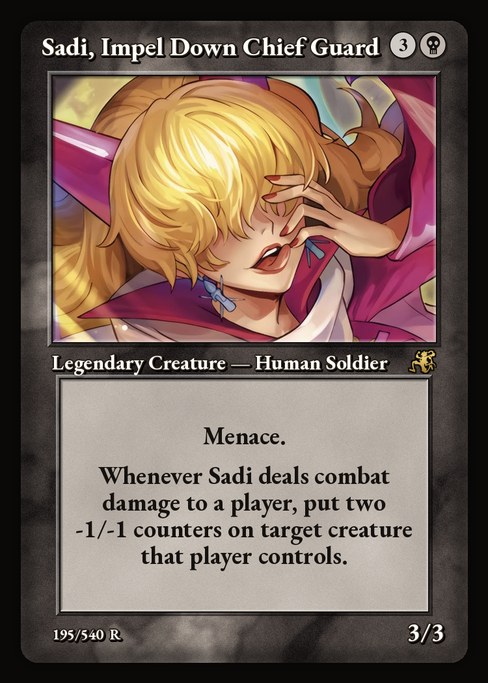 Sadi, Impel Down Chief Guard 3
Legendary Creature — Human Soldier
Menace.
Whenever Sadi deals combat
damage to a player, put two
-1/-1 counters on target creature
that player controls.
195/540 R
3/3